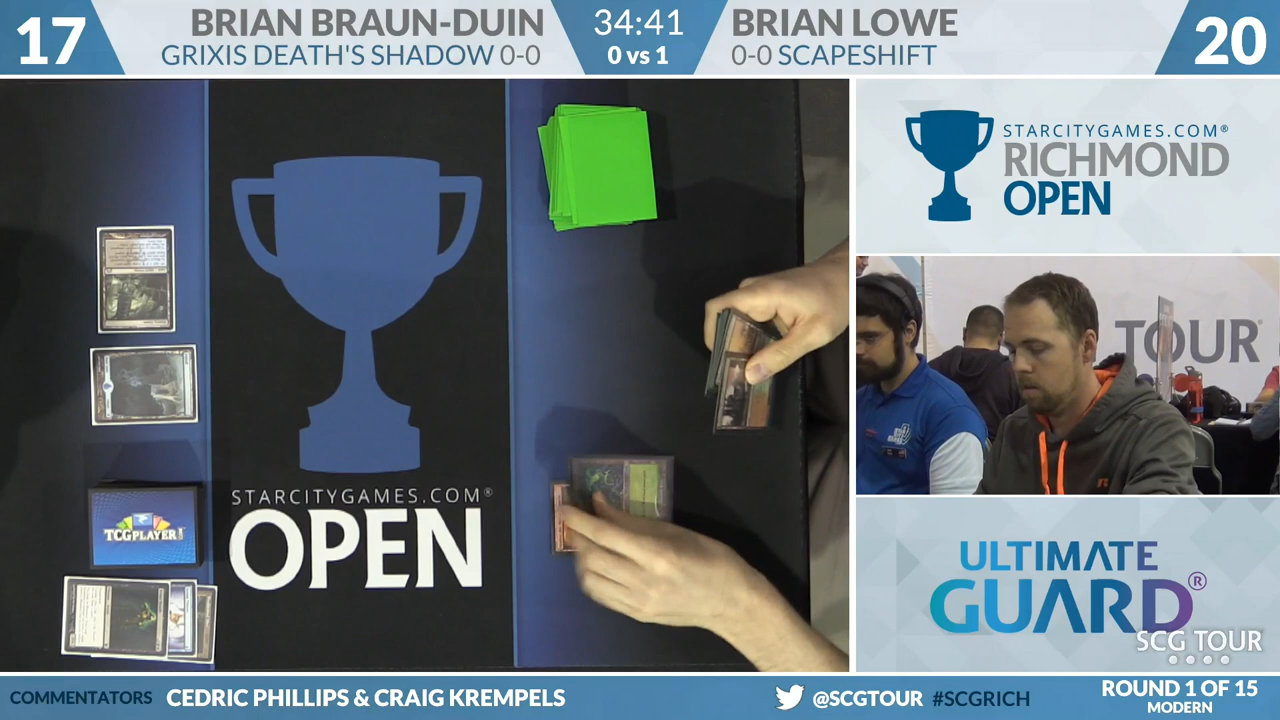 17
BRIAN BRAUN-DUIN
GRIXIS DEATH'S SHADOW 0-0
34:41
0 vs 1
BRIAN LOWE
0-0 SCAPESHIFT
20
STARCITYGAMES.COM®
OPEN
TCGPLAYER
STARCITYGAMES.COM®
RICHMOND
OPEN
TOUR
ULTIMATE
GUARD®
SCG TOUR
COMMENTATORS CEDRIC PHILLIPS & CRAIG KREMPELS
@SCGTOUR #SCGRICH
ROUND 1 OF 15
MODERN